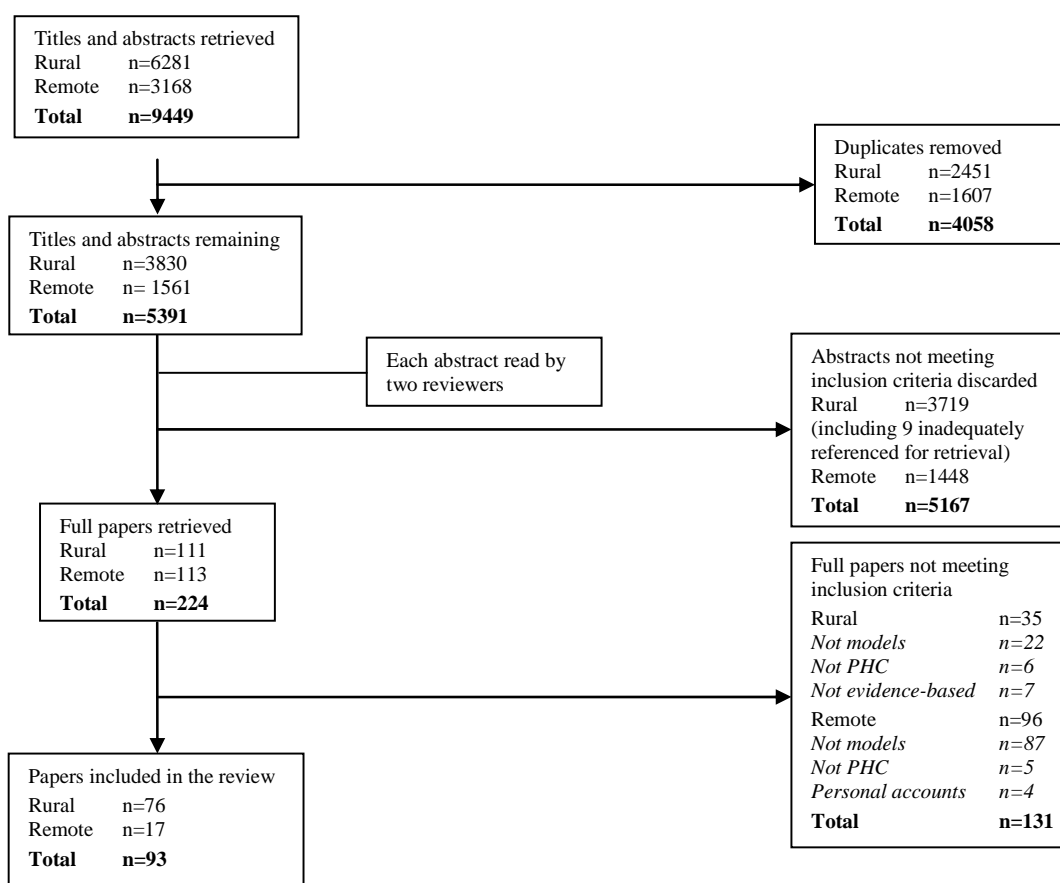 Titles and abstracts retrieved
Rural n=6281
Remote n=3168
Total n=9449
Duplicates removed
Rural n=2451
Remote n=1607
Total n=4058
Titles and abstracts remaining
Rural n=3830
Remote n= 1561
Total n=5391
Each abstract read by
two reviewers
Abstracts not meeting
inclusion criteria discarded
Rural n=3719
(including 9 inadequately
referenced for retrieval)
Remote n=1448
Total n=5167
Full papers retrieved
Rural n=111
Remote n=113
Total n=224
Full papers not meeting
inclusion criteria
Rural n=35
Not models n=22
Not PHC n=6
Not evidence-based n=7
Remote n=96
Not models n=87
Not PHC n=5
Personal accounts n=4
Total n=131
Papers included in the review
Rural n=76
Remote n=17
Total n=93